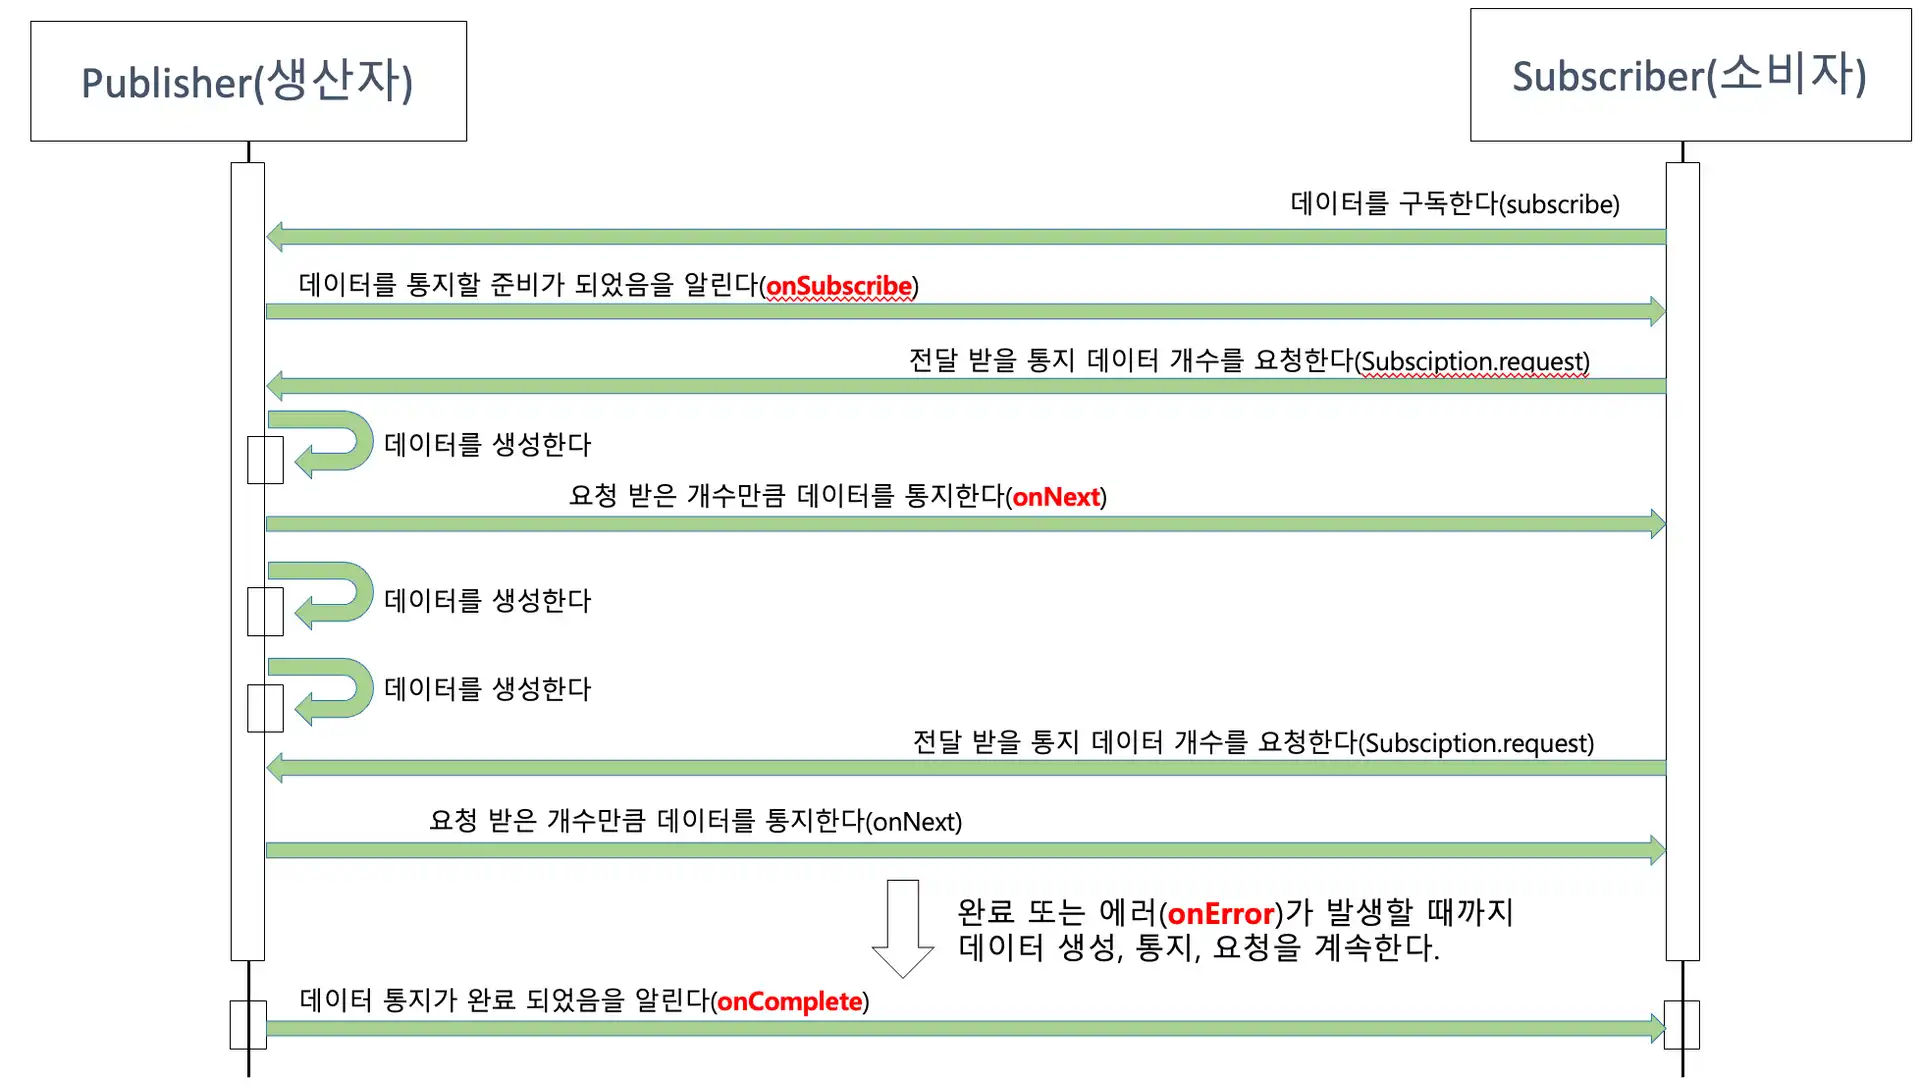 Publisher(생산자)
Subscriber(소비자)
데이터를 구독한다(subscribe)
데이터를 통지할 준비가 되었음을 알린다(onSubscribe)
전달 받을 통지 데이터 개수를 요청한다(Subsciption.request)
데이터를 생성한다
요청 받은 개수만큼 데이터를 통지한다(onNext)
데이터를 생성한다
데이터를 생성한다
전달 받을 통지 데이터 개수를 요청한다(Subsciption.request)
요청 받은 개수만큼 데이터를 통지한다(onNext)
완료 또는 에러(onError)가 발생할 때까지
데이터 생성, 통지, 요청을 계속한다.
데이터 통지가 완료 되었음을 알린다(onComplete)